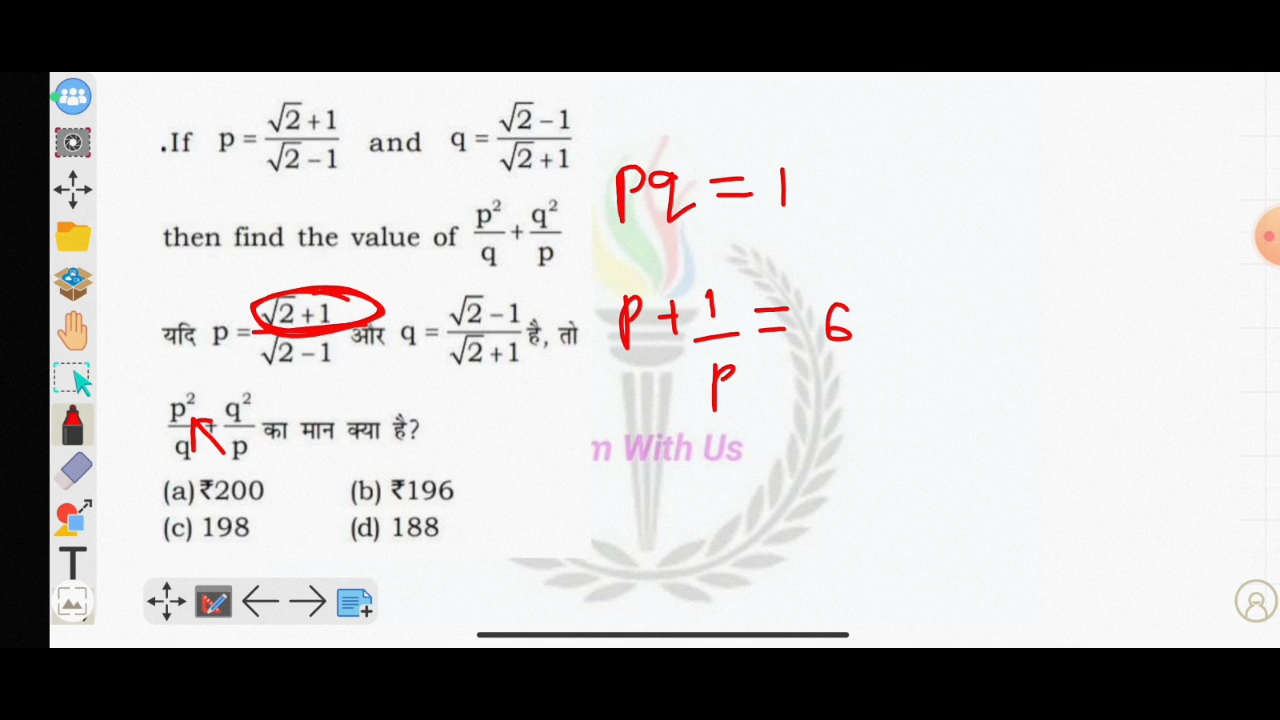 .If p = (√2 + 1)/(√2 − 1) and q = (√2 − 1)/(√2 + 1)
then find the value of p²/q + q²/p
यदि p = (√2 + 1)/(√2 − 1) और q = (√2 − 1)/(√2 + 1) है, तो
p²/q + q²/p का मान क्या है?
(a) ₹200 (b) ₹196
(c) 198 (d) 188
pq = 1
p + 1/p = 6
n With Us
T